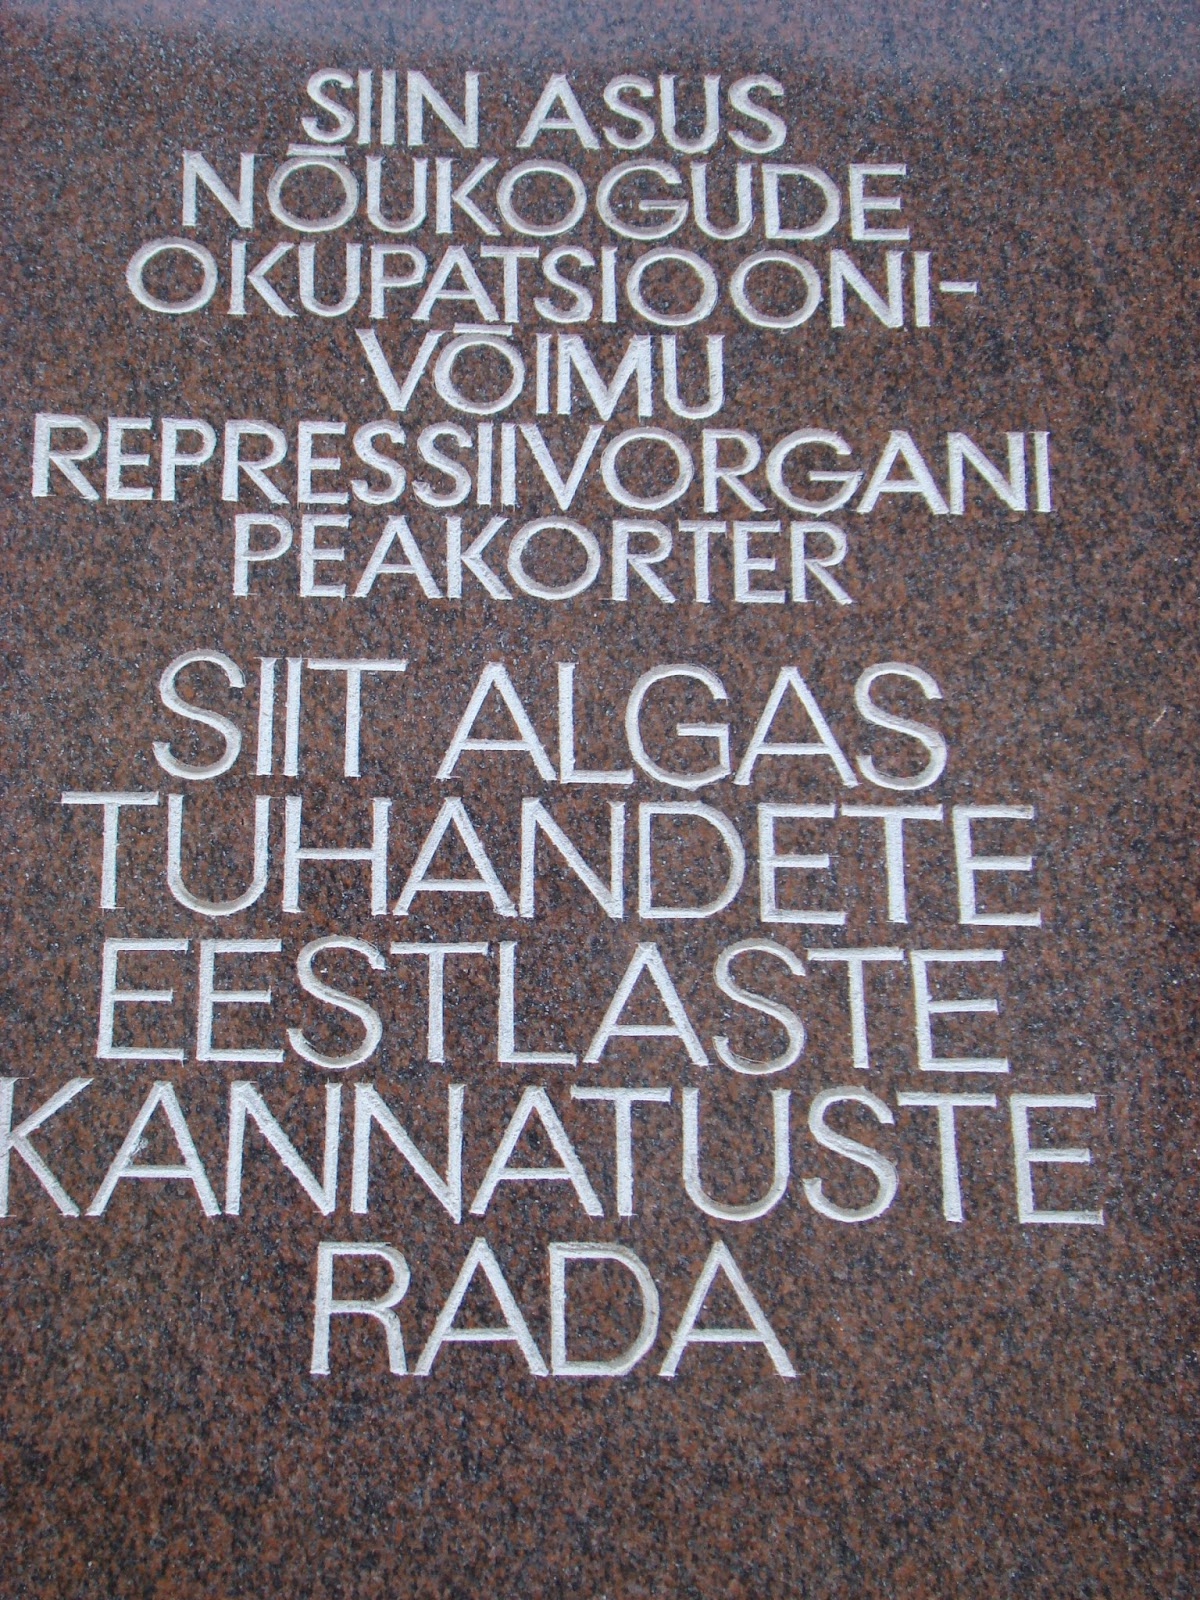 SIIN ASUS
NÕUKOGUDE
OKUPATSIOONI-
VÕIMU
REPRESSIIVORGANI
PEAKORTER
SIIT ALGAS
TUHANDETE
EESTLASTE
KANNATUSTE
RADA